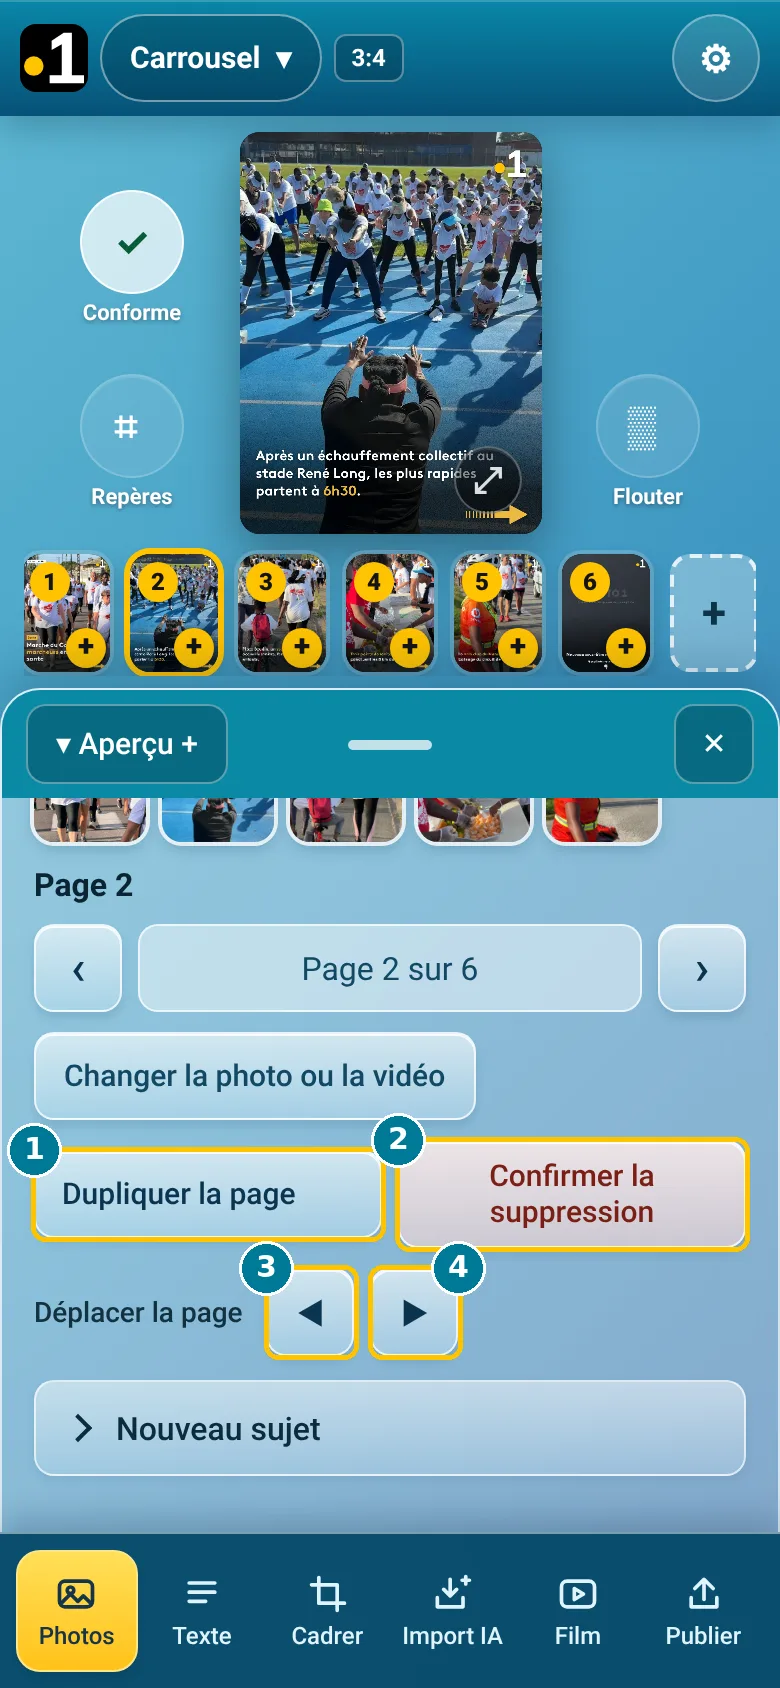 1
Carrousel ▼
3:4
Conforme
Repères
Flouter
1
Après un échauffement collectif au
stade René Long, les plus rapides
partent à 6h30.
1
2
3
4
5
6
+
+
+
+
+
+
+
▾ Aperçu +
×
Page 2
‹
Page 2 sur 6
›
Changer la photo ou la vidéo
1
2
Dupliquer la page
Confirmer la
suppression
3
4
Déplacer la page
◀
▶
Nouveau sujet
Photos
Texte
Cadrer
Import IA
Film
Publier